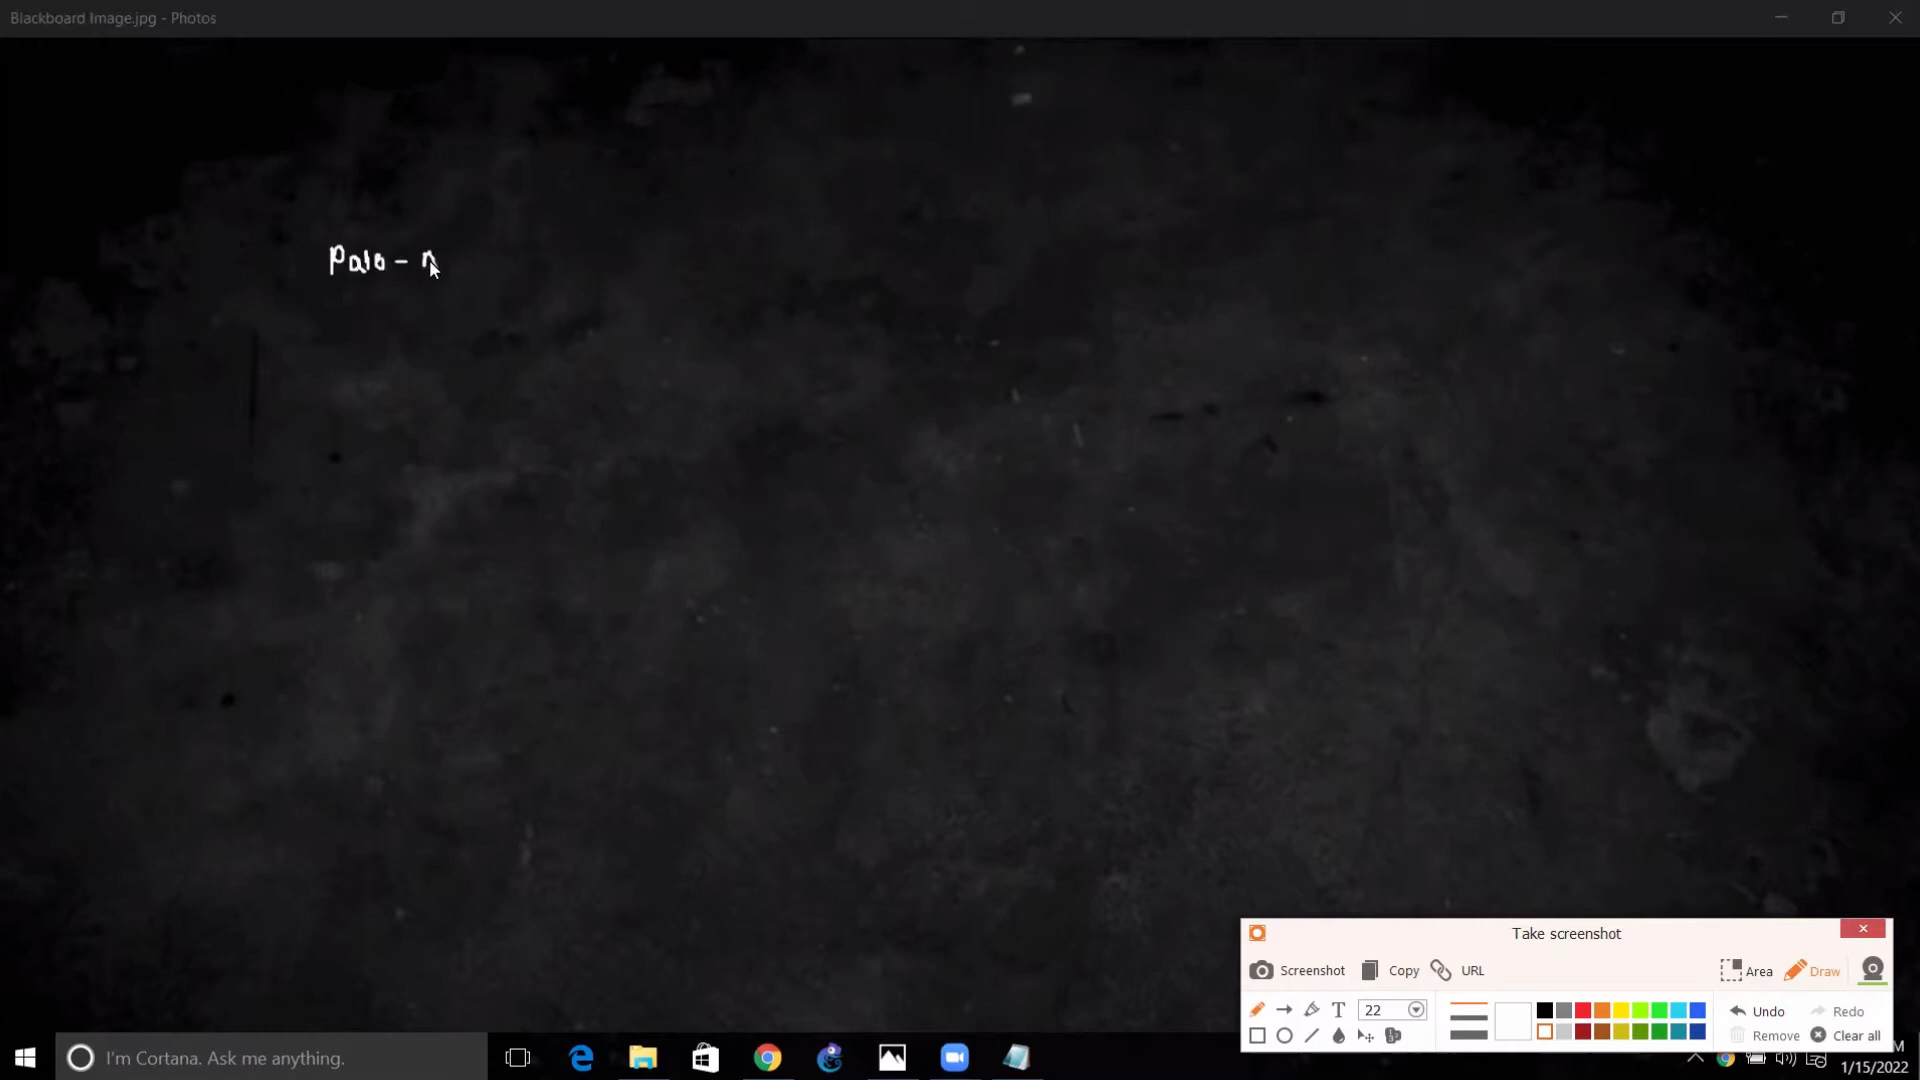 Blackboard Image.jpg - Photos
Palo - n
Take screenshot
Screenshot Copy URL Area Draw
T 22 Undo Redo
Remove Clear all
I'm Cortana. Ask me anything.
M
1/15/2022